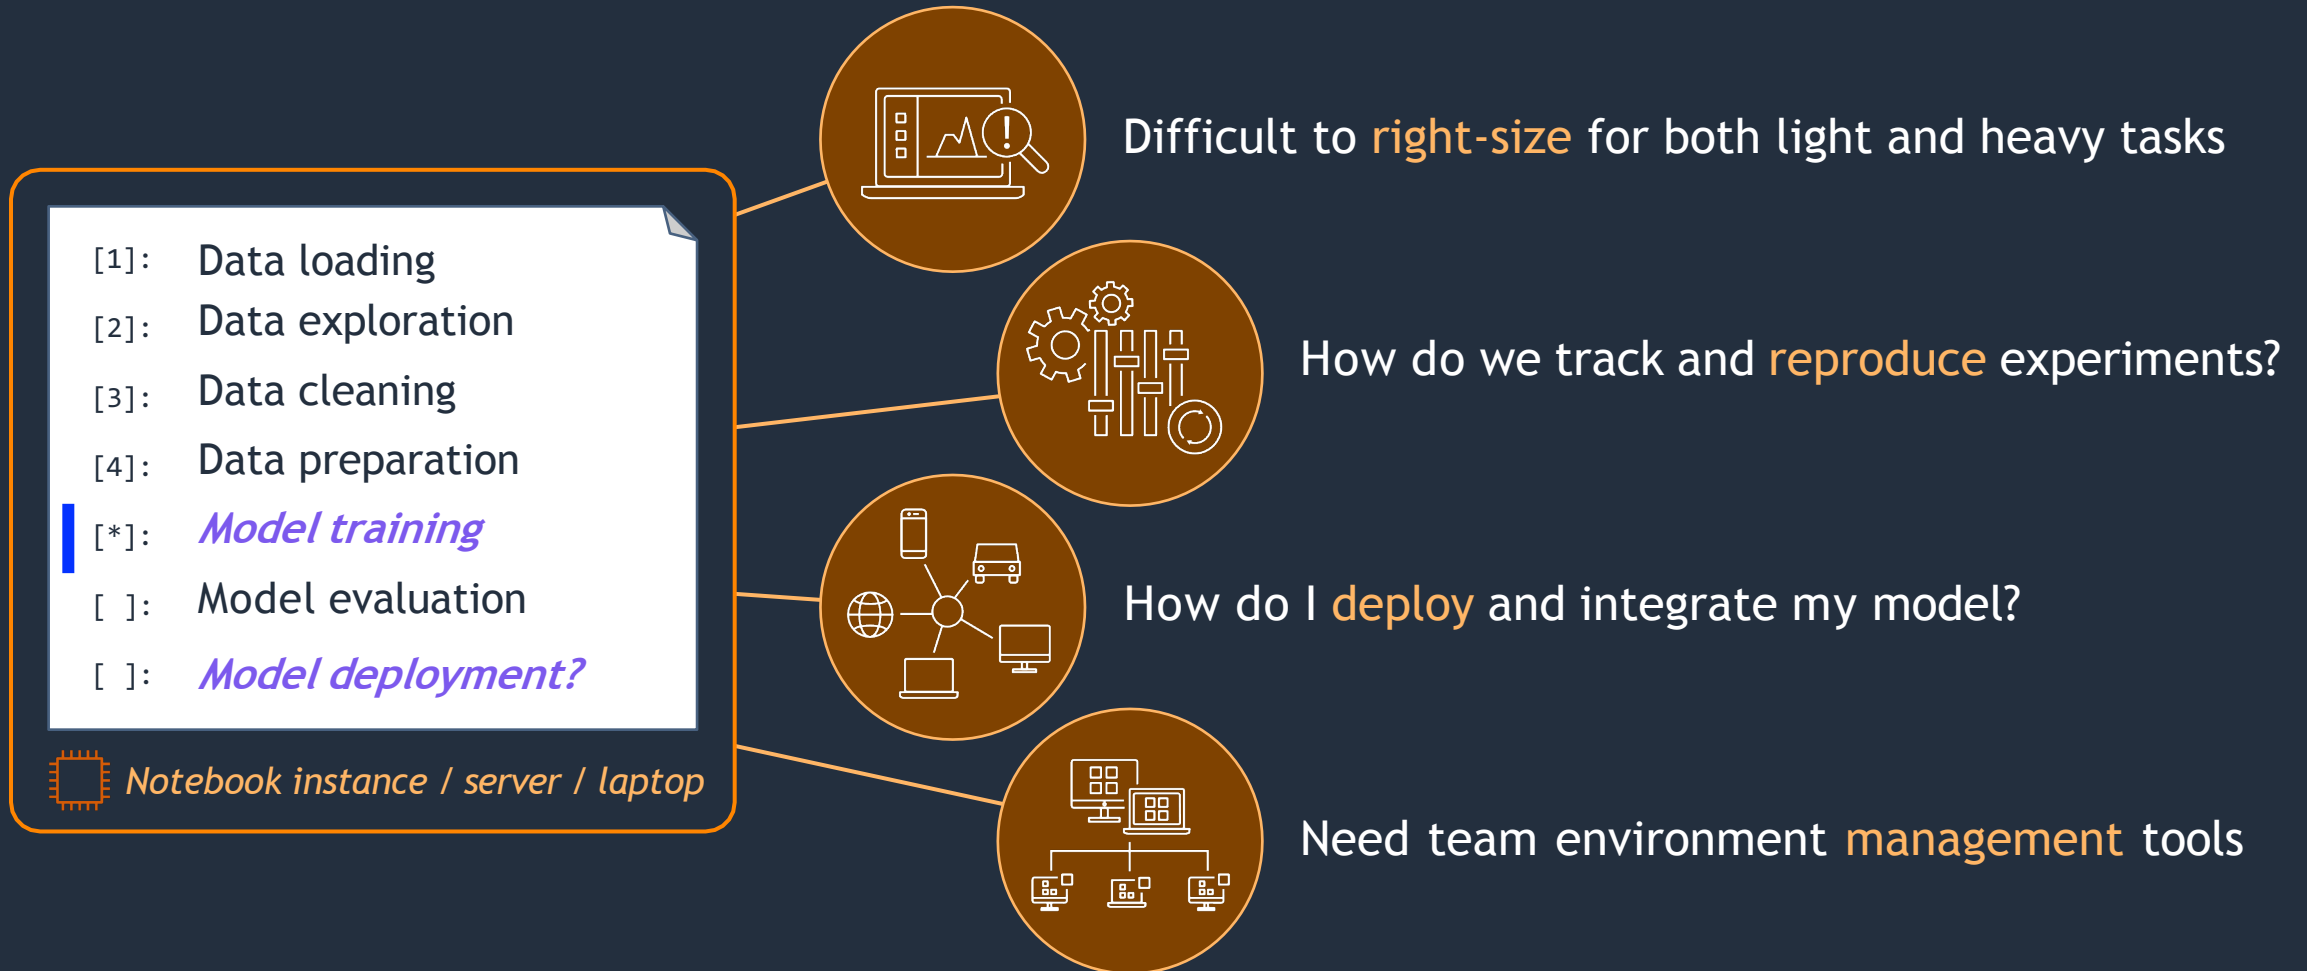 [1]: Data loading
[2]: Data exploration
[3]: Data cleaning
[4]: Data preparation
[*]: Model training
[ ]: Model evaluation
[ ]: Model deployment?
Notebook instance / server / laptop
Difficult to right-size for both light and heavy tasks
How do we track and reproduce experiments?
How do I deploy and integrate my model?
Need team environment management tools